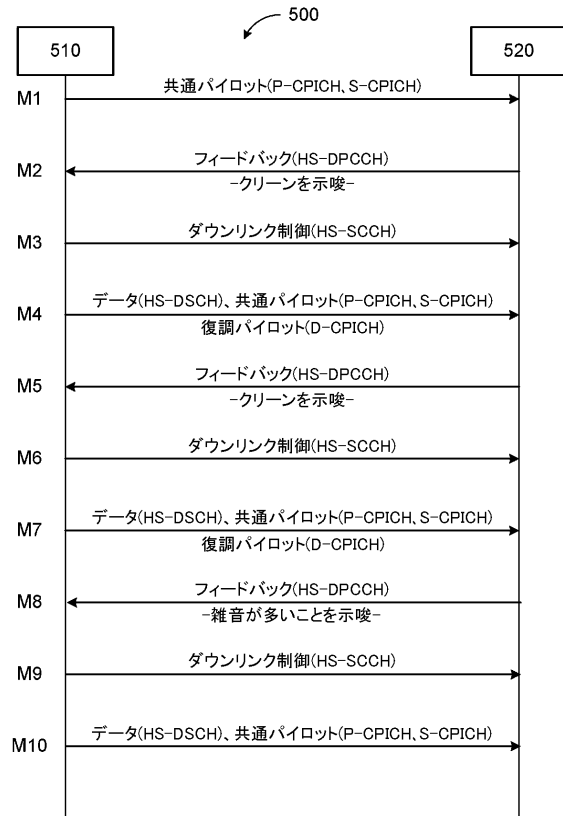 500
510
520
M1
共通パイロット(P-CPICH、S-CPICH)
M2
フィードバック(HS-DPCCH)
-クリーンを示唆-
M3
ダウンリンク制御(HS-SCCH)
M4
データ(HS-DSCH)、共通パイロット(P-CPICH、S-CPICH)
復調パイロット(D-CPICH)
M5
フィードバック(HS-DPCCH)
-クリーンを示唆-
M6
ダウンリンク制御(HS-SCCH)
M7
データ(HS-DSCH)、共通パイロット(P-CPICH、S-CPICH)
復調パイロット(D-CPICH)
M8
フィードバック(HS-DPCCH)
-雑音が多いことを示唆-
M9
ダウンリンク制御(HS-SCCH)
M10
データ(HS-DSCH)、共通パイロット(P-CPICH、S-CPICH)